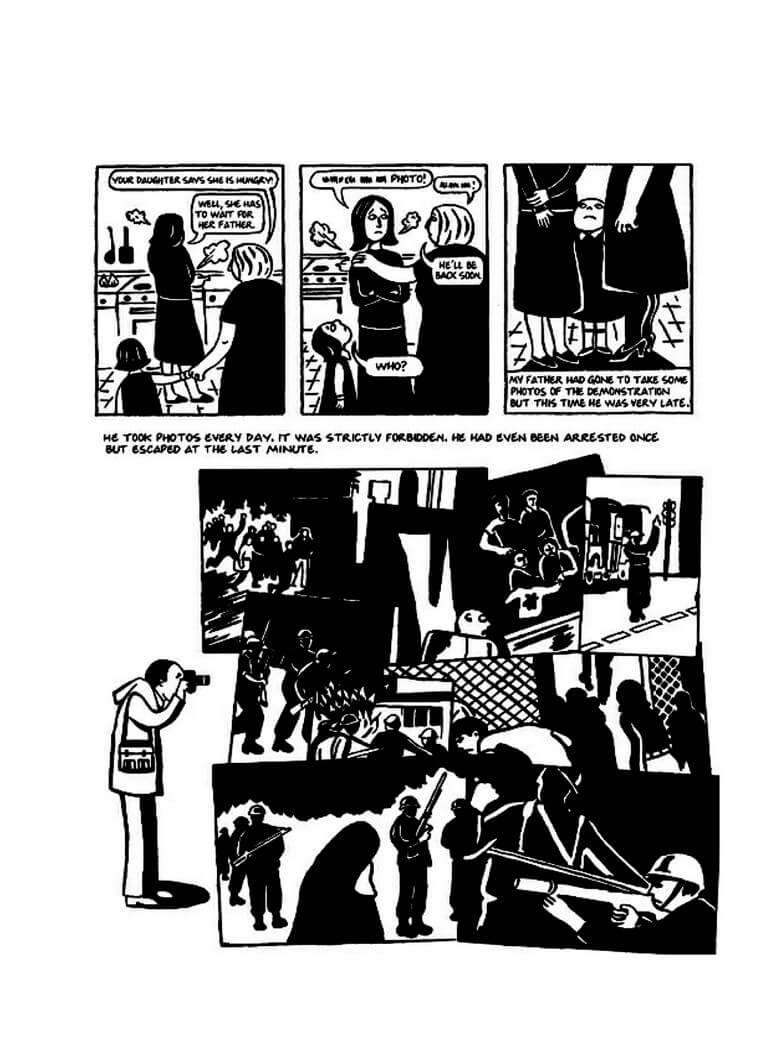 YOUR DAUGHTER SAYS SHE IS HUNGRY!
WELL, SHE HAS
TO WAIT FOR
HER FATHER.
PHOTO!
HE'LL BE
BACK SOON.
WHO?
MY FATHER HAD GONE TO TAKE SOME
PHOTOS OF THE DEMONSTRATION
BUT THIS TIME HE WAS VERY LATE.
HE TOOK PHOTOS EVERY DAY. IT WAS STRICTLY FORBIDDEN. HE HAD EVEN BEEN ARRESTED ONCE
BUT ESCAPED AT THE LAST MINUTE.